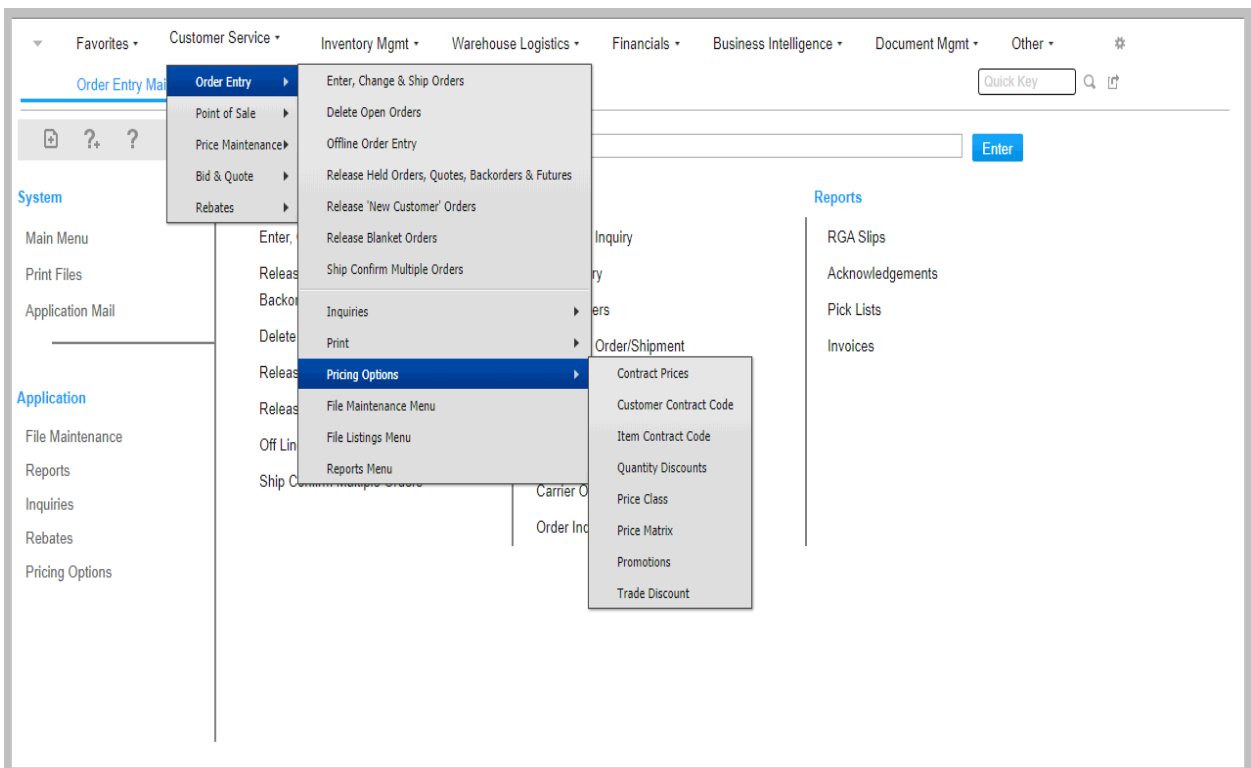 Favorites
Customer Service
Inventory Mgmt
Warehouse Logistics
Financials
Business Intelligence
Document Mgmt
Other
Order Entry Mai
Quick Key
Enter
Order Entry
Point of Sale
Price Maintenance
Bid & Quote
Rebates
Enter, Change & Ship Orders
Delete Open Orders
Offline Order Entry
Release Held Orders, Quotes, Backorders & Futures
Release 'New Customer' Orders
Release Blanket Orders
Ship Confirm Multiple Orders
Inquiries
Print
Pricing Options
File Maintenance Menu
File Listings Menu
Reports Menu
Contract Prices
Customer Contract Code
Item Contract Code
Quantity Discounts
Price Class
Price Matrix
Promotions
Trade Discount
System
Main Menu
Print Files
Application Mail
Application
File Maintenance
Reports
Inquiries
Rebates
Pricing Options
Enter,
Releas
Backor
Delete
Releas
Releas
Off Lin
Ship Confirm Multiple Orders
Inquiry
ry
ers
Order/Shipment
Carrier O
Order Inq
Reports
RGA Slips
Acknowledgements
Pick Lists
Invoices